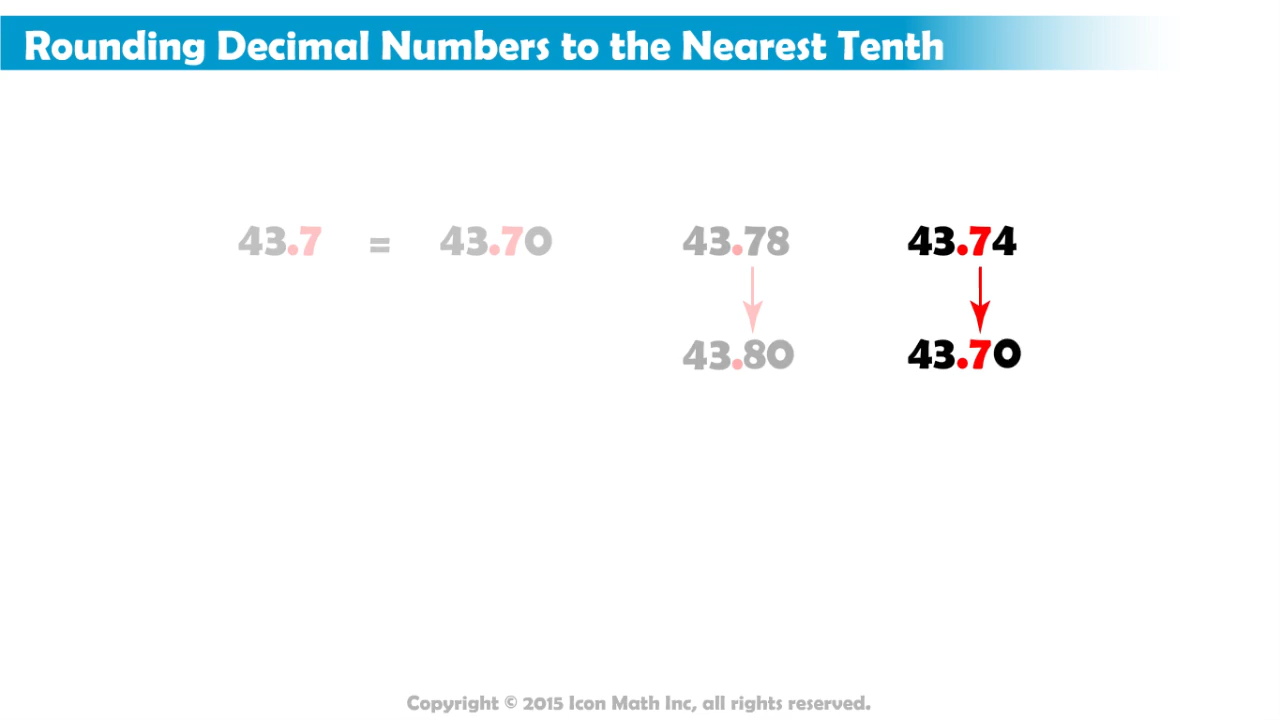 Rounding Decimal Numbers to the Nearest Tenth
43.7 = 43.70 43.78 43.74
43.80 43.70
Copyright © 2015 Icon Math Inc, all rights reserved.